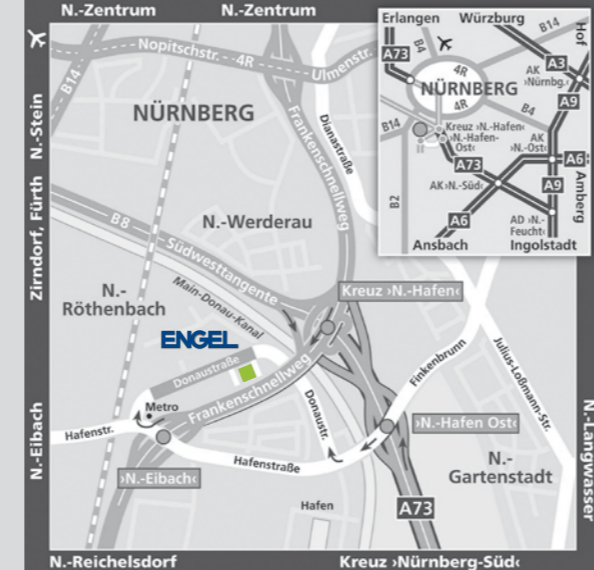 N.-Zentrum
N.-Zentrum
Nopitschstr.
4R
Ulmenstr.
B14
N.-Stein
Zirndorf, Fürth
N.-Eibach
NÜRNBERG
Dianastraße
Frankenschnellweg
B8
Südwesttangente
N.-Werderau
Main-Donau-Kanal
N.-
Röthenbach
ENGEL
Donaustraße
Metro
Frankenschnellweg
Hafenstr.
Hafenstraße
›N.-Eibach‹
Donaustr.
Hafen
Kreuz ›N.-Hafen‹
Finkenbrunn
Julius-Loßmann-Str.
›N.-Hafen Ost‹
N.-
Gartenstadt
A73
N.-Langwasser
N.-Reichelsdorf
Kreuz ›Nürnberg-Süd‹
Erlangen
Würzburg
B14
Hof
B4
A73
4R
NÜRNBERG
4R
A3
AK
›Nürnbg.‹
A9
B4
B14
Kreuz ›N.-Hafen‹
›N.-Hafen-
Ost‹
AK
›N.-Ost‹
A6
A73
AK ›N.-Süd‹
A9
Amberg
B2
A6
AD ›N.-
Feucht‹
Ansbach
Ingolstadt